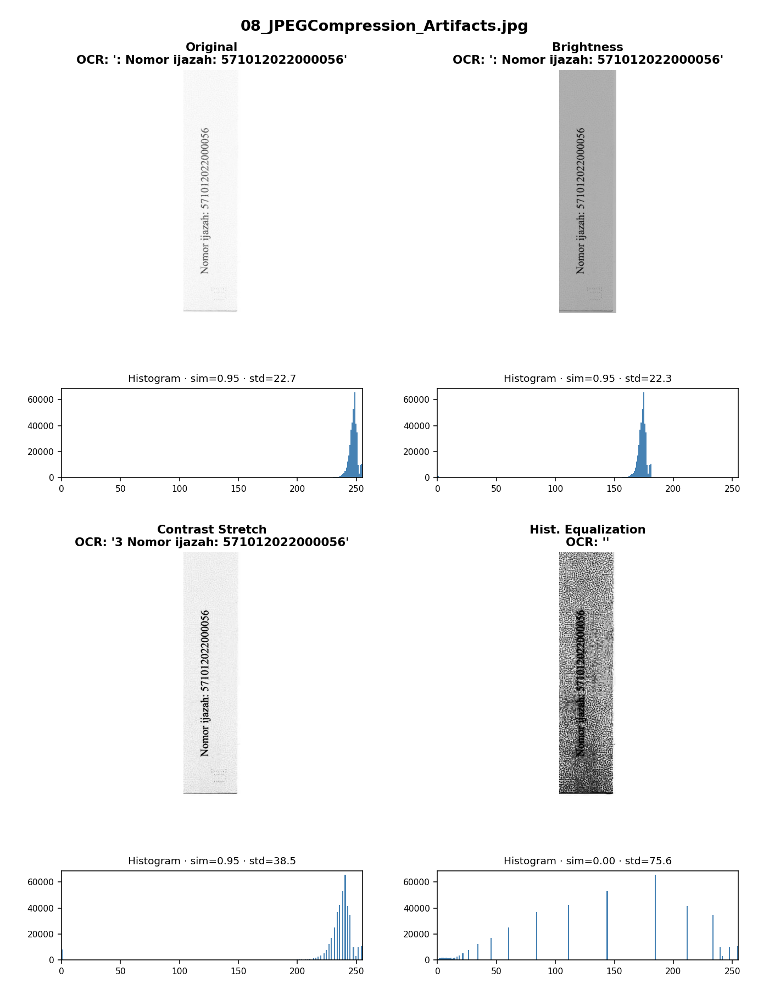 08_JPEGCompression_Artifacts.jpg
Original
OCR: ': Nomor ijazah: 571012022000056'
Nomor ijazah: 571012022000056
Histogram · sim=0.95 · std=22.7
60000
40000
20000
0
0 50 100 150 200 250
Brightness
OCR: ': Nomor ijazah: 571012022000056'
Nomor ijazah: 571012022000056
Histogram · sim=0.95 · std=22.3
60000
40000
20000
0
0 50 100 150 200 250
Contrast Stretch
OCR: '3 Nomor ijazah: 571012022000056'
Nomor ijazah: 571012022000056
Histogram · sim=0.95 · std=38.5
60000
40000
20000
0
0 50 100 150 200 250
Hist. Equalization
OCR: ''
Nomor ijazah: 571012022000056
Histogram · sim=0.00 · std=75.6
60000
40000
20000
0
0 50 100 150 200 250